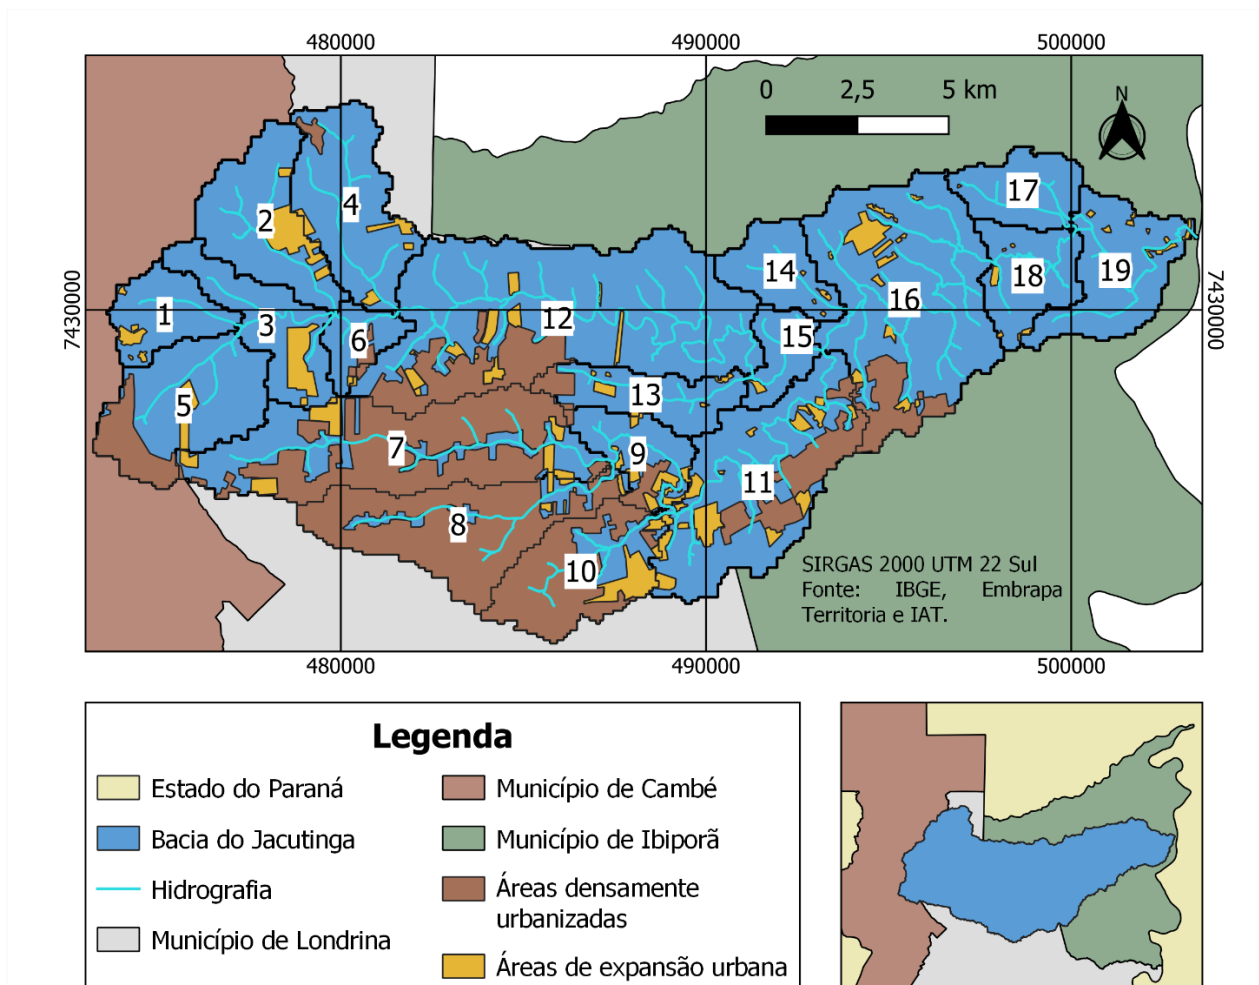 480000
490000
500000
0
2,5
5 km
N
7430000
7430000
1
2
3
4
5
6
7
8
9
10
11
12
13
14
15
16
17
18
19
SIRGAS 2000 UTM 22 Sul
Fonte: IBGE, Embrapa
Territoria e IAT.
480000
490000
500000
Legenda
Estado do Paraná
Bacia do Jacutinga
Hidrografia
Município de Londrina
Município de Cambé
Município de Ibiporã
Áreas densamente
urbanizadas
Áreas de expansão urbana